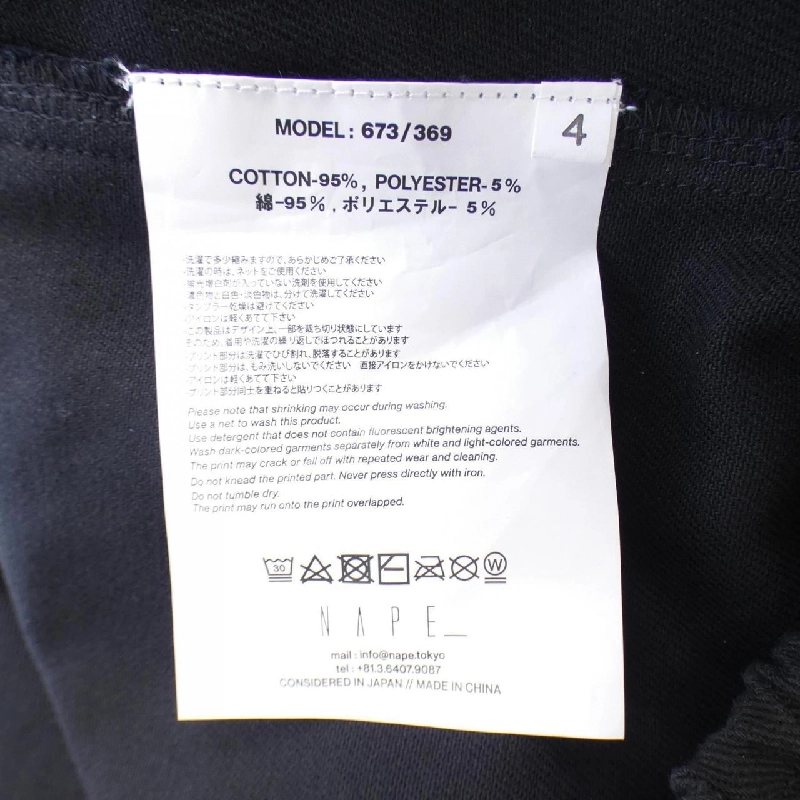 MODEL: 673/369
4
COTTON-95%, POLYESTER-5%
綿-95%, ポリエステル- 5%
・洗濯で多少縮みますので、あらかじめご了承ください
・洗濯の時は、ネットをご使用ください
・蛍光増白剤が入っていない洗剤を使用してください
・濃色物と白色・淡色物は、分けて洗濯してください
・タンブラー乾燥は避けてください
・アイロンは軽くあてて下さい
・この製品はデザイン上、一部を裁ち切り状態にしています
そのため、着用や洗濯の繰り返しでほつれることがあります
・プリント部分は洗濯でひび割れ、脱落することがあります
・プリント部分は、もみ洗いしないでください 直接アイロンをかけないでください
・アイロンは軽くあてて下さい
・プリント部分同士を重ねると貼りつくことがあります
Please note that shrinking may occur during washing.
Use a net to wash this product.
Use detergent that does not contain fluorescent brightening agents.
Wash dark-colored garments separately from white and light-colored garments.
The print may crack or fall off with repeated wear and cleaning.
Do not knead the printed part. Never press directly with iron.
Do not tumble dry.
The print may run onto the print overlapped.
30 W
NAPE_
mail : info@nape.tokyo
tel : +81.3.6407.9087
CONSIDERED IN JAPAN // MADE IN CHINA